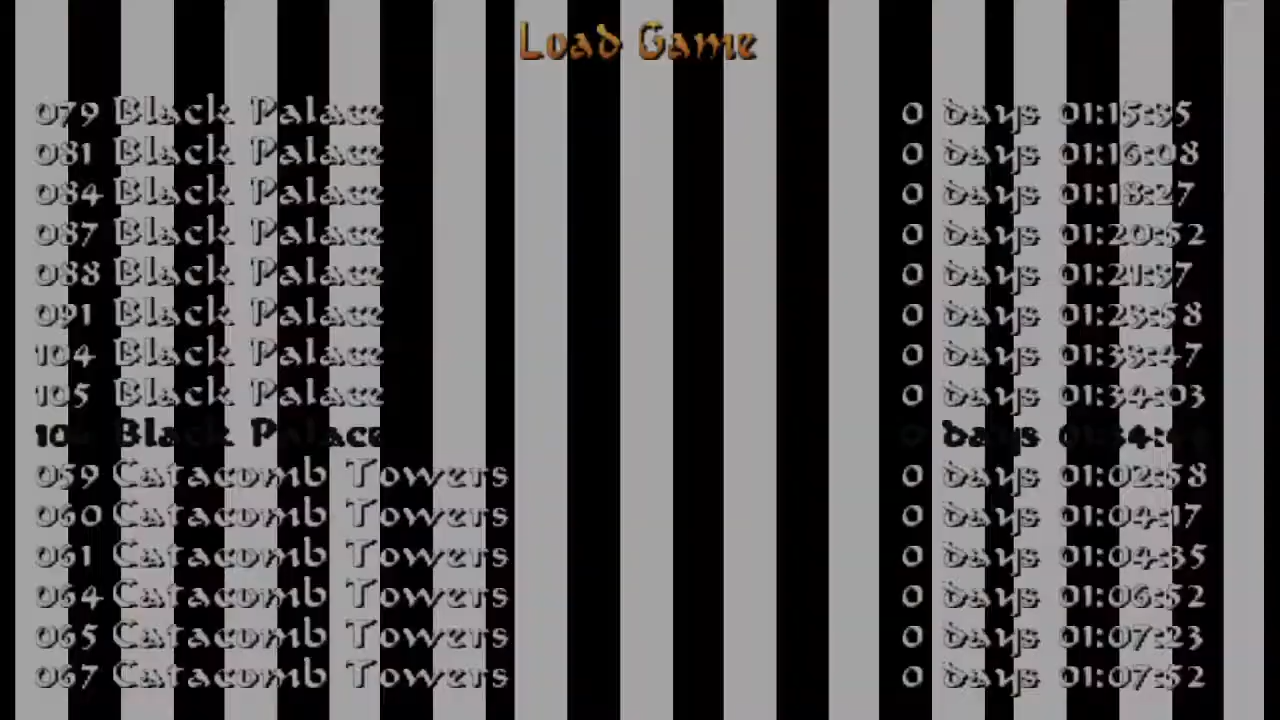 Load Game
079 Black Palace 0 days 01:15:35
081 Black Palace 0 days 01:16:08
084 Black Palace 0 days 01:18:27
087 Black Palace 0 days 01:20:52
088 Black Palace 0 days 01:21:37
091 Black Palace 0 days 01:23:58
104 Black Palace 0 days 01:33:47
105 Black Palace 0 days 01:34:03
Black Palace days
059 Catacomb Towers 0 days 01:02:58
060 Catacomb Towers 0 days 01:04:17
061 Catacomb Towers 0 days 01:04:35
064 Catacomb Towers 0 days 01:06:52
065 Catacomb Towers 0 days 01:07:23
067 Catacomb Towers 0 days 01:07:52